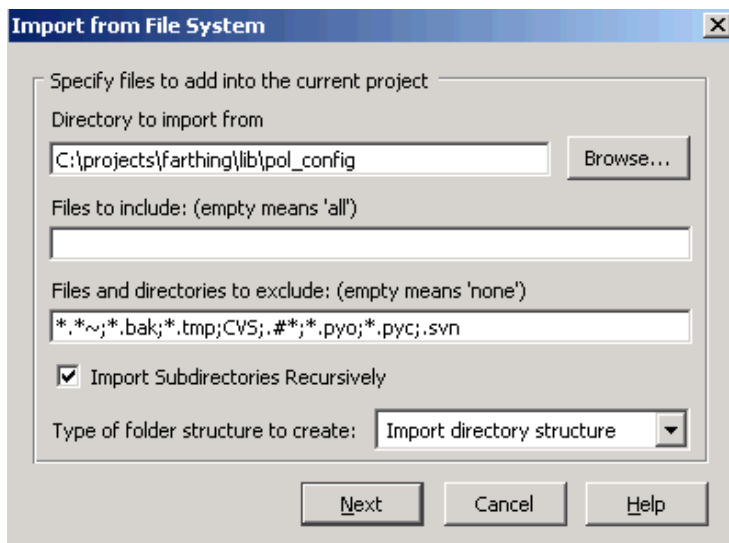 Import from File System
Specify files to add into the current project
Directory to import from
C:\projects\farthing\lib\pol_config
Browse...
Files to include: (empty means 'all')
Files and directories to exclude: (empty means 'none')
*.*~;*.bak;*.tmp;CVS;.#*;*.pyo;*.pyc;.svn
Import Subdirectories Recursively
Type of folder structure to create: Import directory structure
Next Cancel Help